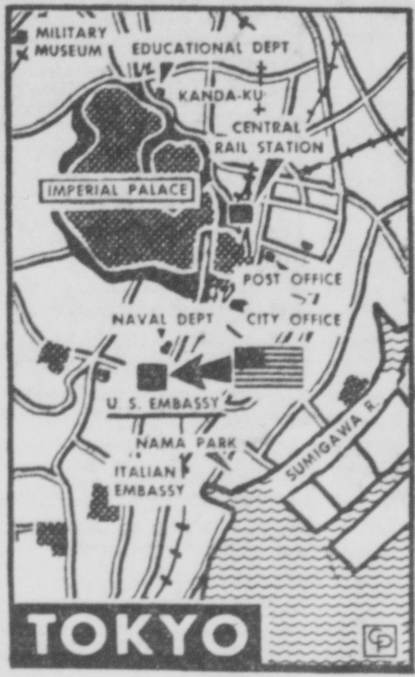 MILITARY
MUSEUM
EDUCATIONAL DEPT
KANDA-KU
CENTRAL
RAIL STATION
IMPERIAL PALACE
POST OFFICE
NAVAL DEPT
CITY OFFICE
U. S. EMBASSY
NAMA PARK
SUMIGAWA R.
ITALIAN
EMBASSY
TOKYO
CP